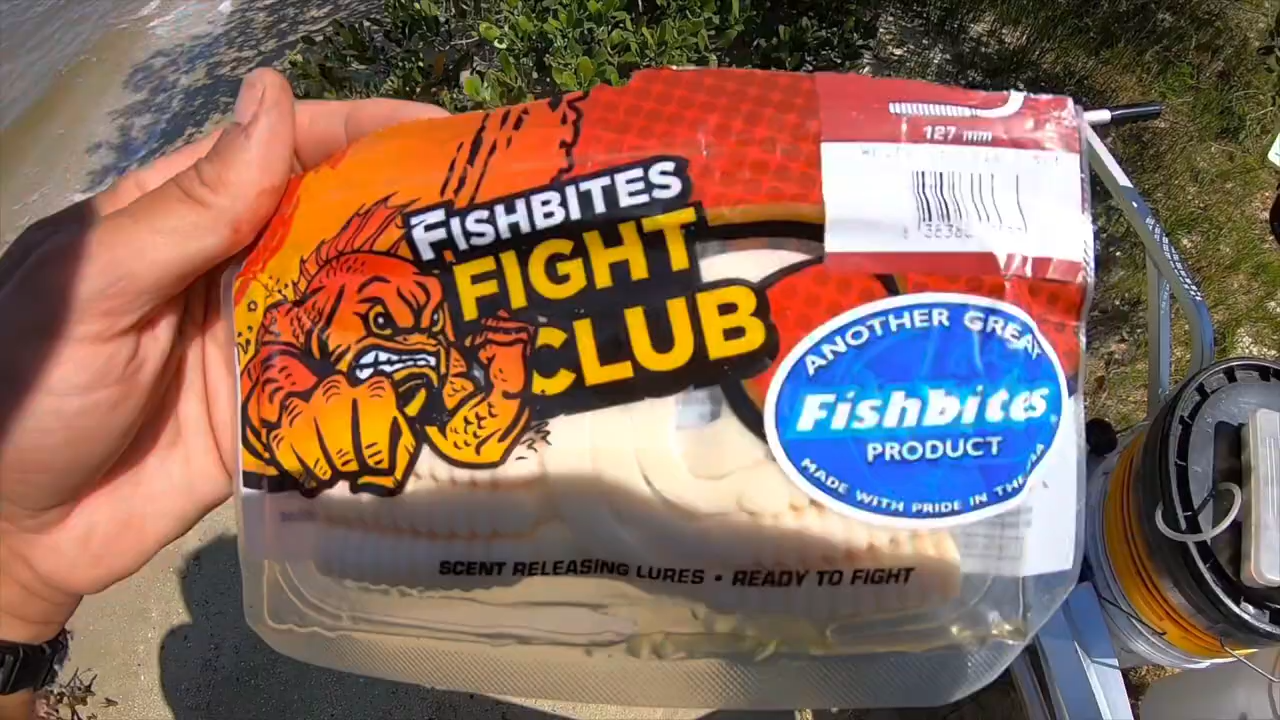 127 mm
FISHBITES
FIGHT
CLUB
ANOTHER GREAT
Fishbites
PRODUCT
MADE WITH PRIDE IN THE USA
SCENT RELEASING LURES • READY TO FIGHT